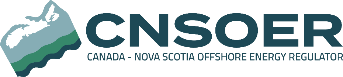 CNSOER
CANADA - NOVA SCOTIA OFFSHORE ENERGY REGULATOR